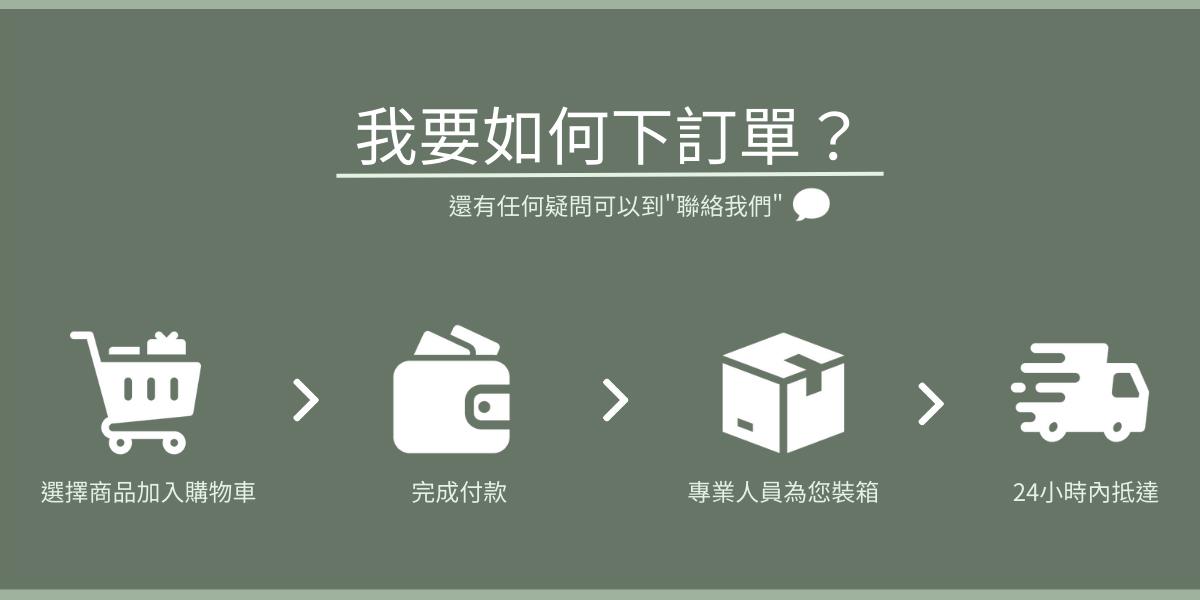 我要如何下訂單？
還有任何疑問可以到"聯絡我們"
選擇商品加入購物車
完成付款
專業人員為您裝箱
24小時內抵達